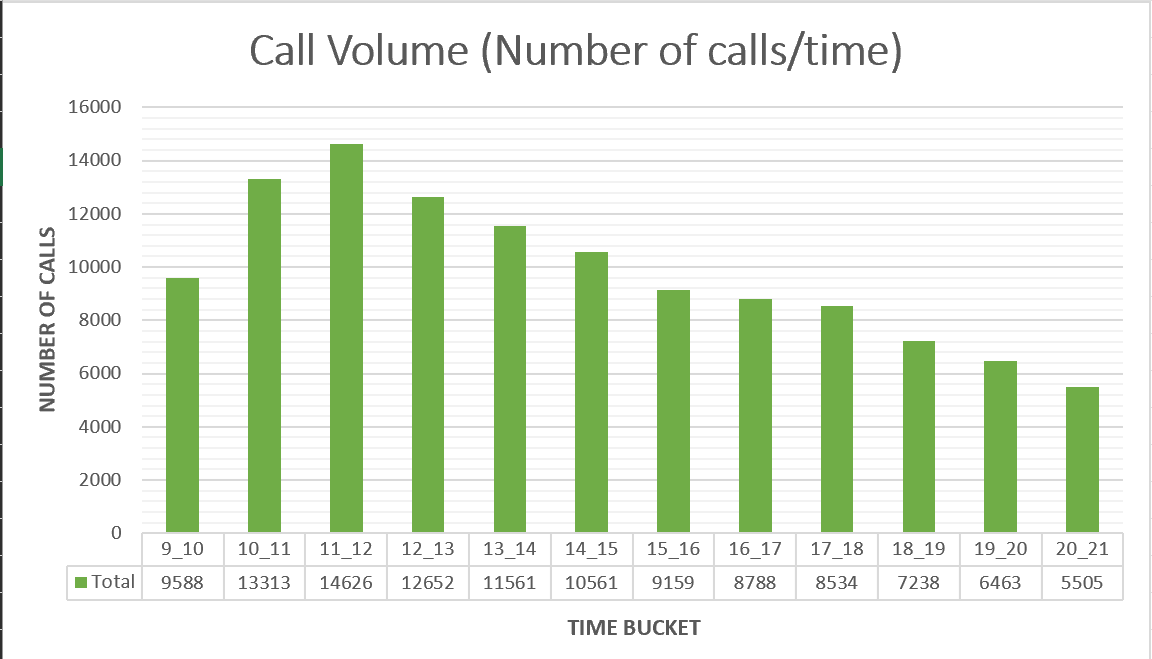 Call Volume (Number of calls/time)
16000
14000
12000
10000
8000
6000
4000
2000
0
NUMBER OF CALLS
9_10 10_11 11_12 12_13 13_14 14_15 15_16 16_17 17_18 18_19 19_20 20_21
Total 9588 13313 14626 12652 11561 10561 9159 8788 8534 7238 6463 5505
TIME BUCKET